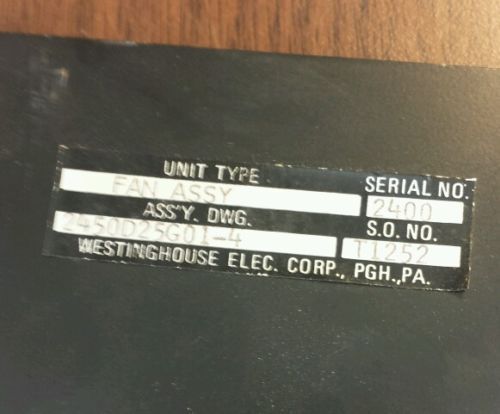 UNIT TYPE SERIAL NO.
FAN ASSY 2400
ASS'Y. DWG. S.O. NO.
2450D25G01-4 T1252
WESTINGHOUSE ELEC. CORP., PGH.,PA.